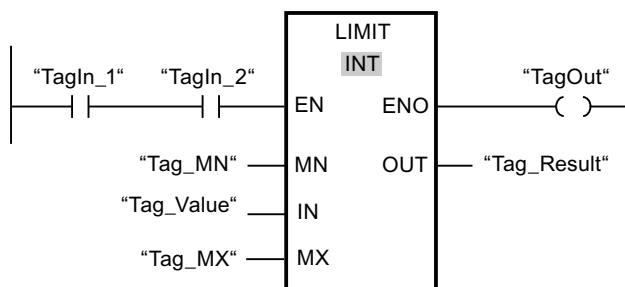 LIMIT
INT
“TagIn_1“ “TagIn_2“ “TagOut“
EN ENO
“Tag_MN“ MN OUT “Tag_Result“
“Tag_Value“ IN
“Tag_MX“ MX